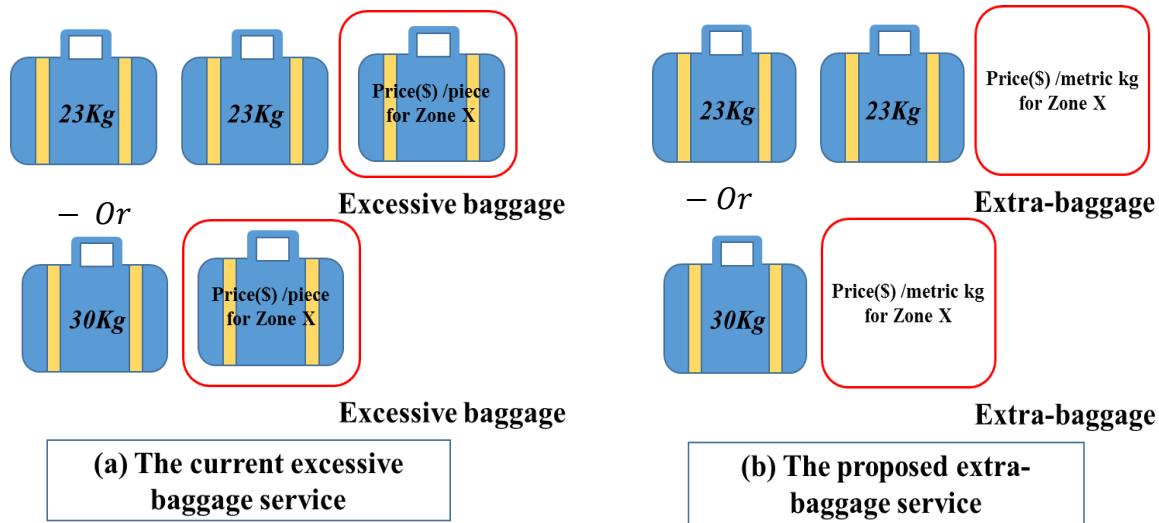 23Kg
23Kg
Price($) /piece
for Zone X
Excessive baggage
– Or
30Kg
Price($) /piece
for Zone X
Excessive baggage
(a) The current excessive
baggage service
23Kg
23Kg
Price($) /metric kg
for Zone X
Extra-baggage
– Or
30Kg
Price($) /metric kg
for Zone X
Extra-baggage
(b) The proposed extra-
baggage service